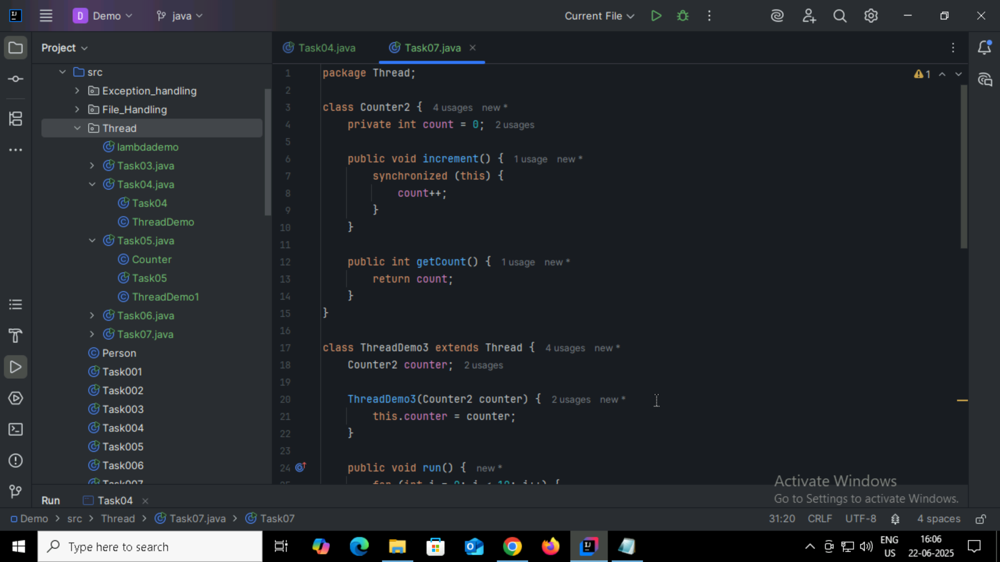 Demo
java
Current File
Project
Task04.java
Task07.java
src
Exception_handling
File_Handling
Thread
lambdademo
Task03.java
Task04.java
Task04
ThreadDemo
Task05.java
Counter
Task05
ThreadDemo1
Task06.java
Task07.java
Person
Task001
Task002
Task003
Task004
Task005
Task006
Task007
1 package Thread;
2
3 class Counter2 { 4 usages new *
4 private int count = 0; 2 usages
5
6 public void increment() { 1 usage new *
7 synchronized (this) {
8 count++;
9 }
10 }
11
12 public int getCount() { 1 usage new *
13 return count;
14 }
15 }
16
17 class ThreadDemo3 extends Thread { 4 usages new *
18 Counter2 counter; 2 usages
19
20 ThreadDemo3(Counter2 counter) { 2 usages new *
21 this.counter = counter;
22 }
23
24 public void run() { new *
25 for (int i = 0; i < 10; i++) {
1
Activate Windows
Go to Settings to activate Windows.
Run Task04
Demo > src > Thread > Task07.java > Task07
31:20 CRLF UTF-8 4 spaces
Type here to search
ENG
US
16:06
22-06-2025